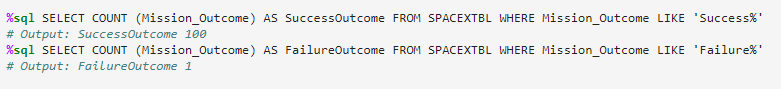 %sql SELECT COUNT (Mission_Outcome) AS SuccessOutcome FROM SPACEXTBL WHERE Mission_Outcome LIKE 'Success%'
# Output: SuccessOutcome 100
%sql SELECT COUNT (Mission_Outcome) AS FailureOutcome FROM SPACEXTBL WHERE Mission_Outcome LIKE 'Failure%'
# Output: FailureOutcome 1